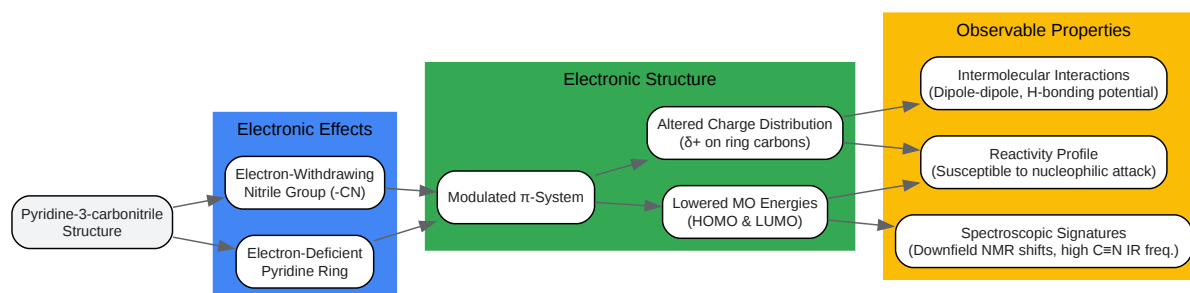 Observable Properties
Electronic Structure
Electronic Effects
Pyridine-3-carbonitrile
Structure
Electron-Withdrawing
Nitrile Group (-CN)
Electron-Deficient
Pyridine Ring
Modulated π-System
Altered Charge Distribution
(δ+ on ring carbons)
Lowered MO Energies
(HOMO & LUMO)
Intermolecular Interactions
(Dipole-dipole, H-bonding potential)
Reactivity Profile
(Susceptible to nucleophilic attack)
Spectroscopic Signatures
(Downfield NMR shifts, high C≡N IR freq.)